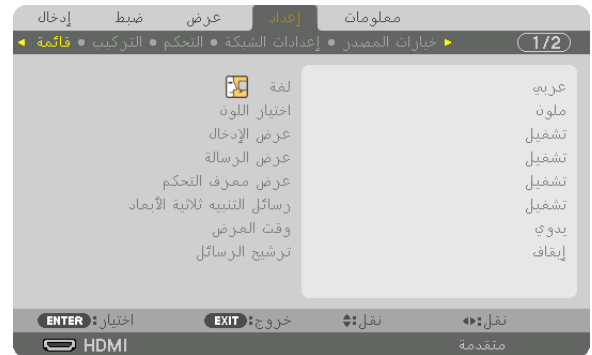 إدخال ضبط عرض إعداد معلومات
◄ قائمة • التركيب • التحكم • إعدادات الشبكة • خيارات المصدر ► 1/2
لغة عربي
اختيار اللون ملون
عرض الإدخال تشغيل
عرض الرسالة تشغيل
عرض معرف التحكم تشغيل
رسائل التنبيه ثلاثية الأبعاد تشغيل
وقت العرض يدوي
ترشيح الرسائل إيقاف
ENTER :اختيار EXIT :خروج نقل: نقل:
HDMI متقدمة